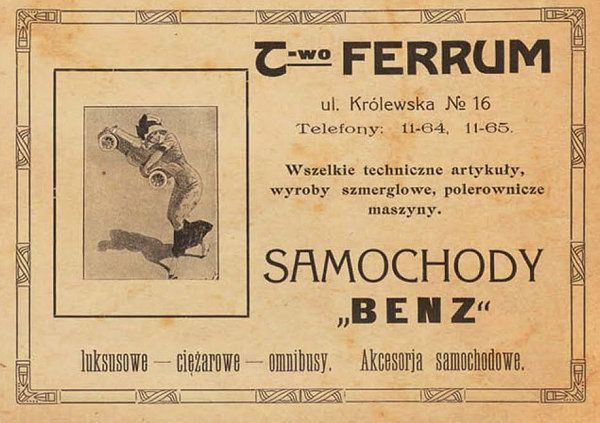 T-wo FERRUM
ul. Królewska № 16
Telefony: 11-64, 11-65.
Wszelkie techniczne artykuły,
wyroby szmerglowe, polerownicze
maszyny.
SAMOCHODY
„BENZ“
luksusowe — ciężarowe — omnibusy. Akcesorja samochodowe.